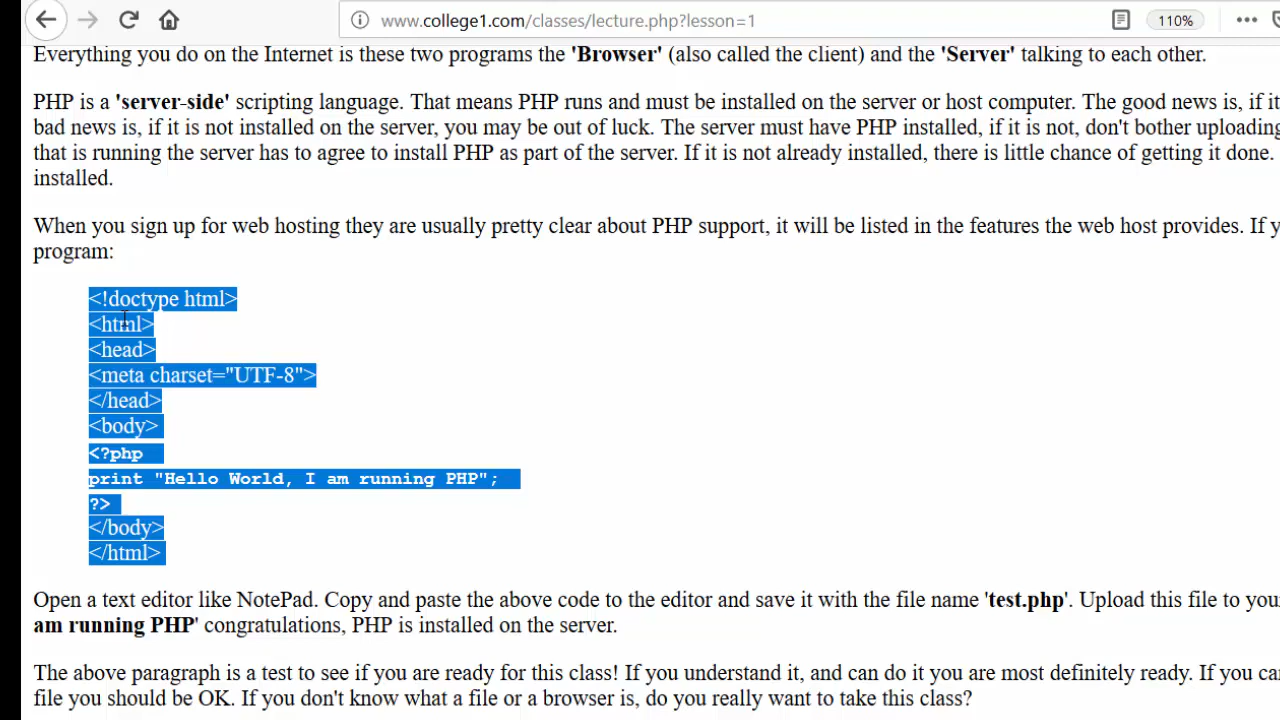 www.college1.com/classes/lecture.php?lesson=1 110%
Everything you do on the Internet is these two programs the 'Browser' (also called the client) and the 'Server' talking to each other.
PHP is a 'server-side' scripting language. That means PHP runs and must be installed on the server or host computer. The good news is, if it
bad news is, if it is not installed on the server, you may be out of luck. The server must have PHP installed, if it is not, don't bother uploading
that is running the server has to agree to install PHP as part of the server. If it is not already installed, there is little chance of getting it done.
installed.
When you sign up for web hosting they are usually pretty clear about PHP support, it will be listed in the features the web host provides. If y
program:
<!doctype html>
<html>
<head>
<meta charset="UTF-8">
</head>
<body>
<?php
print "Hello World, I am running PHP";
?>
</body>
</html>
Open a text editor like NotePad. Copy and paste the above code to the editor and save it with the file name 'test.php'. Upload this file to you
am running PHP' congratulations, PHP is installed on the server.
The above paragraph is a test to see if you are ready for this class! If you understand it, and can do it you are most definitely ready. If you ca
file you should be OK. If you don't know what a file or a browser is, do you really want to take this class?